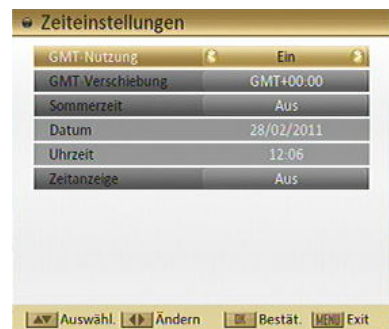 Zeiteinstellungen
GMT-Nutzung Ein
GMT-Verschiebung GMT+00:00
Sommerzeit Aus
Datum 28/02/2011
Uhrzeit 12:06
Zeitanzeige Aus
Auswähl. Ändern OK Bestät. MENU Exit